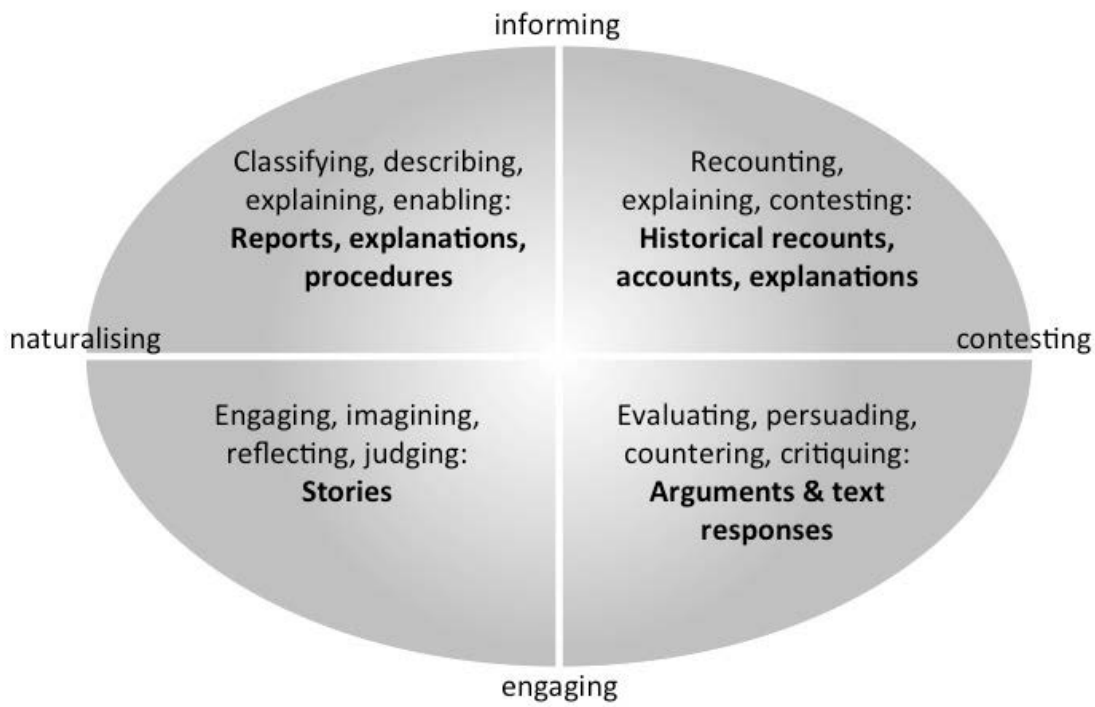 informing
Classifying, describing,
explaining, enabling:
Reports, explanations,
procedures
Recounting,
explaining, contesting:
Historical recounts,
accounts, explanations
naturalising
contesting
Engaging, imagining,
reflecting, judging:
Stories
Evaluating, persuading,
countering, critiquing:
Arguments & text
responses
engaging